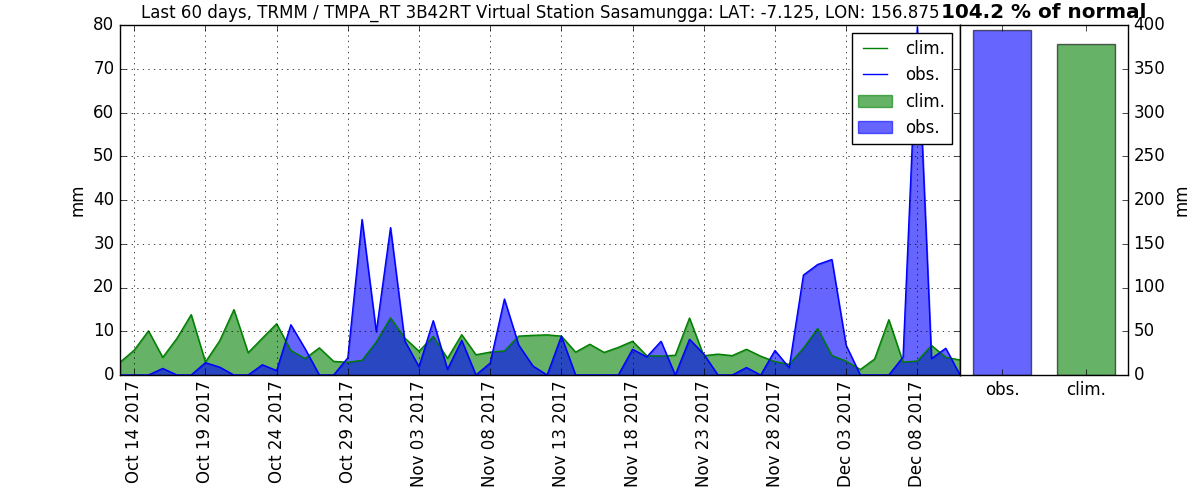 Last 60 days, TRMM / TMPA_RT 3B42RT Virtual Station Sasamungga: LAT: -7.125, LON: 156.875
104.2 % of normal
80
70
60
50
40
30
20
10
0
mm
clim.
obs.
clim.
obs.
400
350
300
250
200
150
100
50
0
mm
obs.
clim.
Oct 14 2017
Oct 19 2017
Oct 24 2017
Oct 29 2017
Nov 03 2017
Nov 08 2017
Nov 13 2017
Nov 18 2017
Nov 23 2017
Nov 28 2017
Dec 03 2017
Dec 08 2017